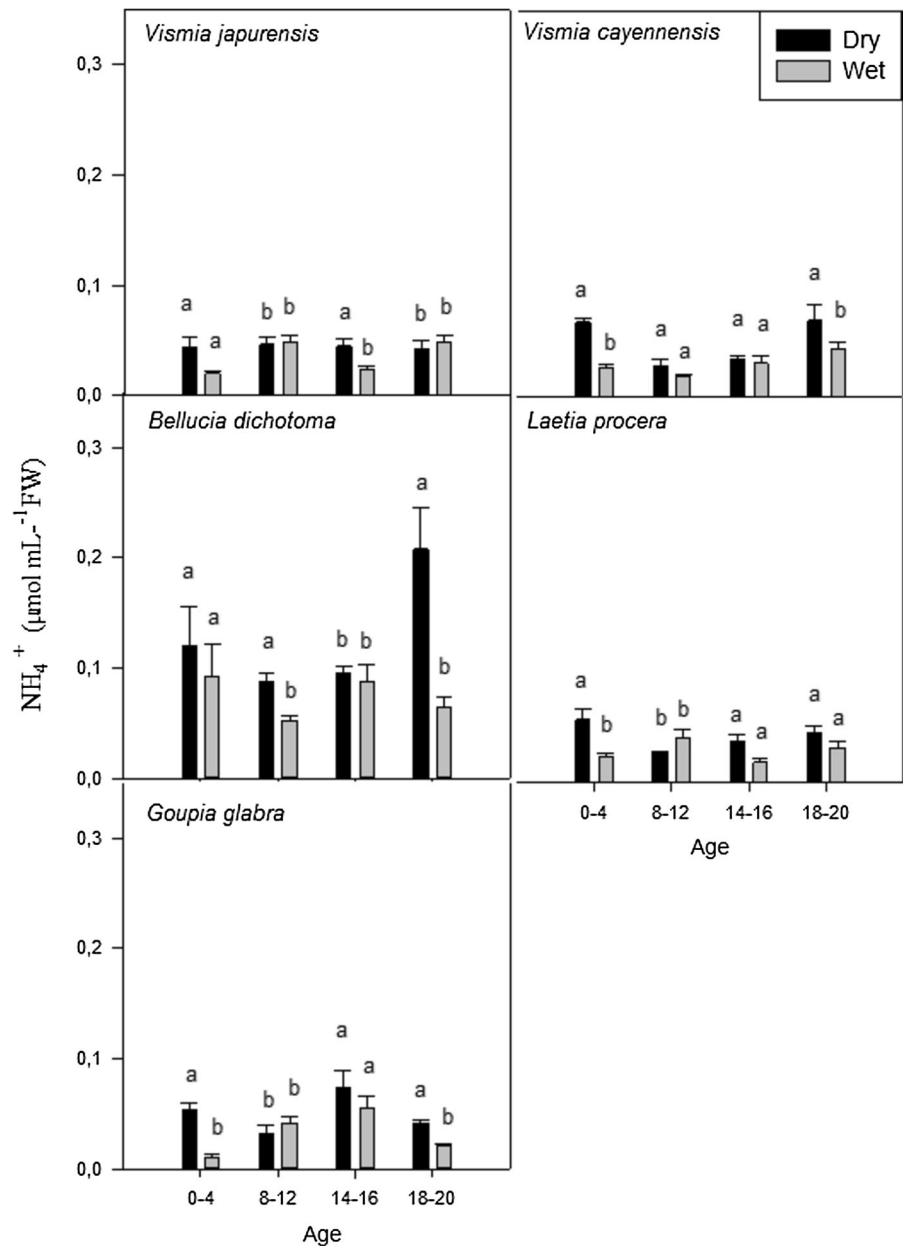 Vismia japurensis
Vismia cayennensis
Dry
Wet
0,3
0,2
0,1
0,0
a
a
b b
a
b
b b
a
b
a
a
a a
a
b
Bellucia dichotoma
Laetia procera
0,3
0,2
0,1
0,0
a
a
a
b
b b
a
b
a
b
b b
a
a
a
a
0-4 8-12 14-16 18-20
Age
NH₄⁺ (µmol mL-⁻¹FW)
Goupia glabra
0,3
0,2
0,1
0,0
a
b
b b
a
a
a
b
0-4 8-12 14-16 18-20
Age